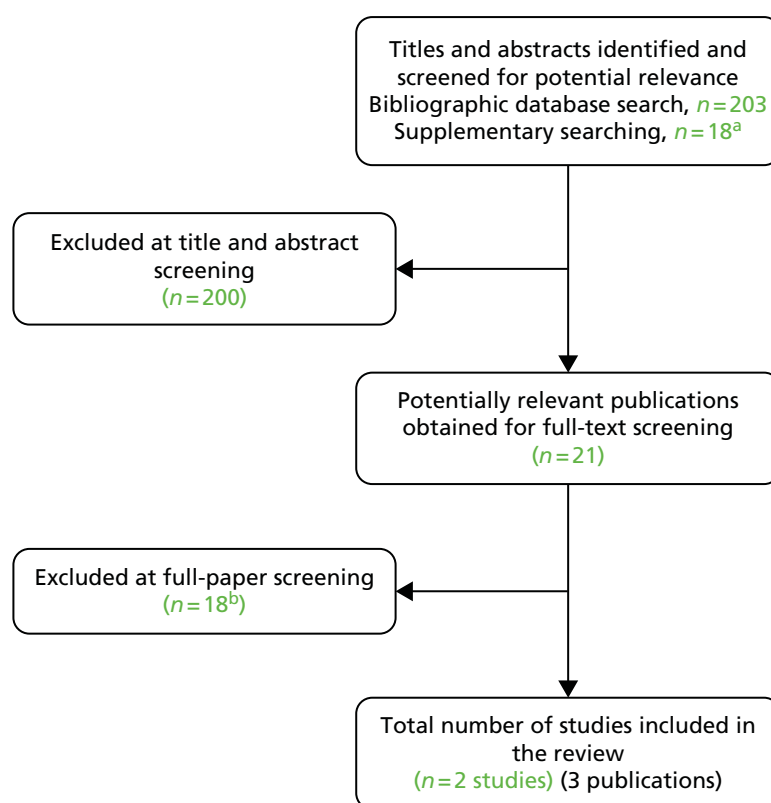 Titles and abstracts identified and
screened for potential relevance
Bibliographic database search, n=203
Supplementary searching, n=18ᵃ
Excluded at title and abstract
screening
(n=200)
Potentially relevant publications
obtained for full-text screening
(n=21)
Excluded at full-paper screening
(n=18ᵇ)
Total number of studies included in
the review
(n=2 studies) (3 publications)